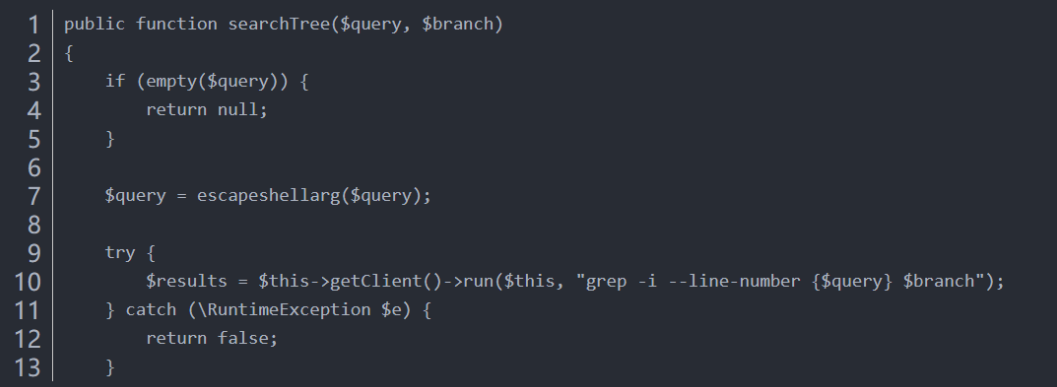 1 public function searchTree($query, $branch)
2 {
3     if (empty($query)) {
4         return null;
5     }
6
7     $query = escapeshellarg($query);
8
9     try {
10         $results = $this->getClient()->run($this, "grep -i --line-number {$query} $branch");
11     } catch (\RuntimeException $e) {
12         return false;
13     }